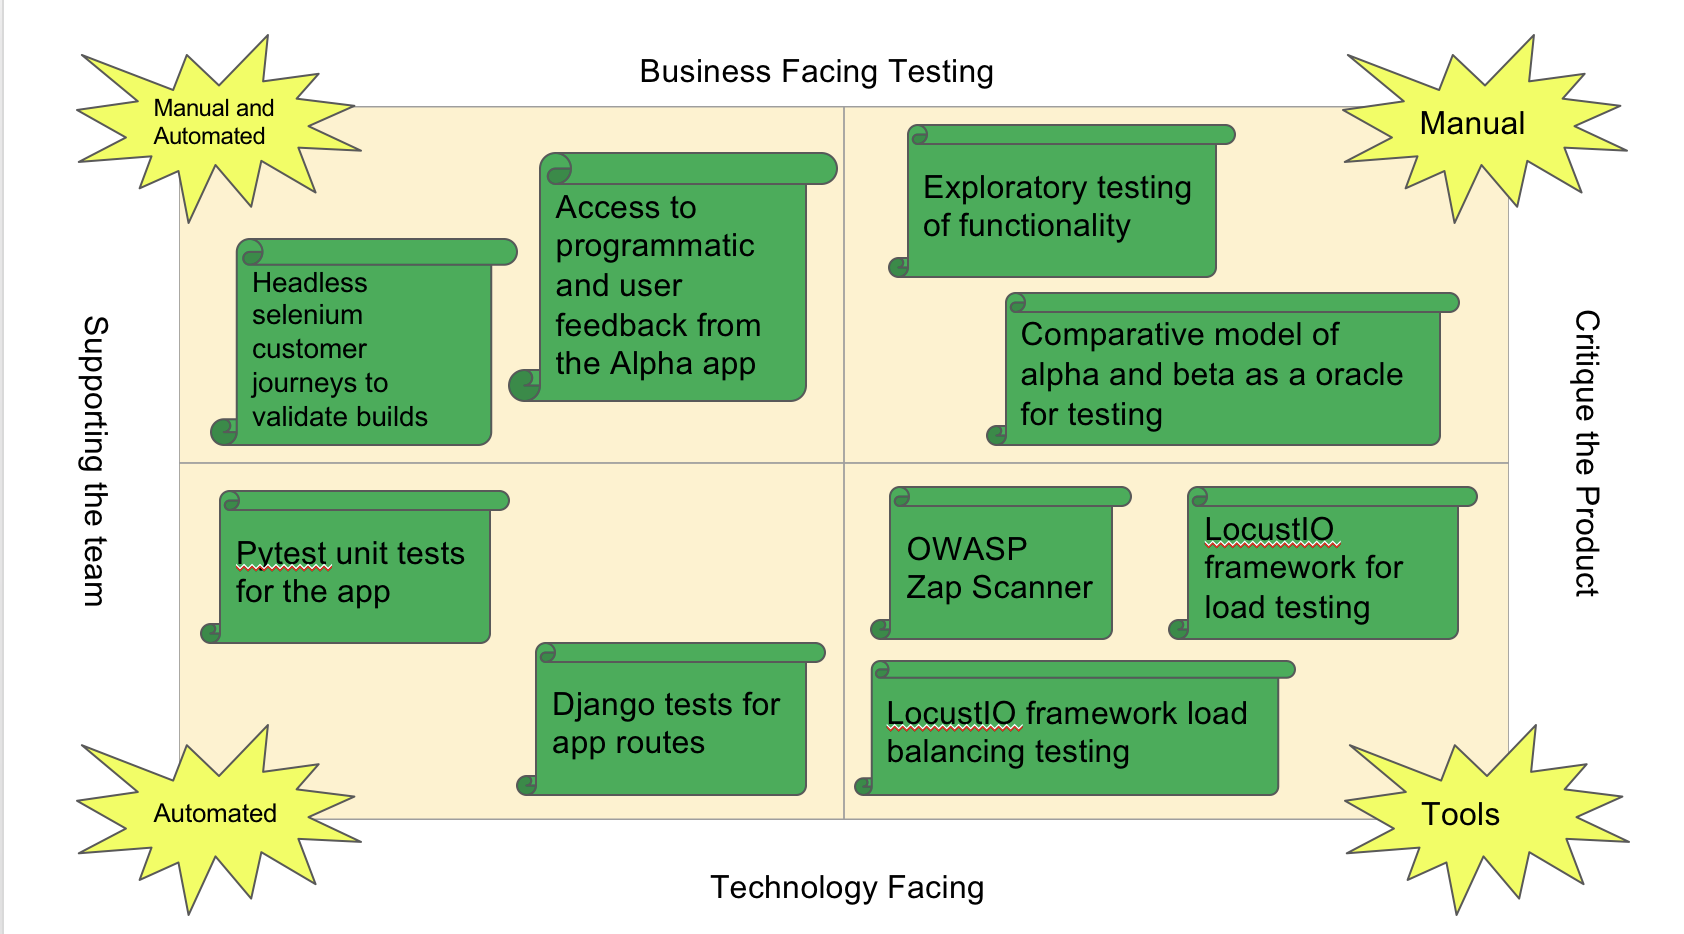 Business Facing Testing
Manual and
Automated
Manual
Headless
selenium
customer
journeys to
validate builds
Access to
programmatic
and user
feedback from
the Alpha app
Exploratory testing
of functionality
Comparative model of
alpha and beta as a oracle
for testing
Supporting the team
Critique the Product
Pytest unit tests
for the app
Django tests for
app routes
OWASP
Zap Scanner
LocustIO
framework for
load testing
LocustIO framework load
balancing testing
Automated
Tools
Technology Facing